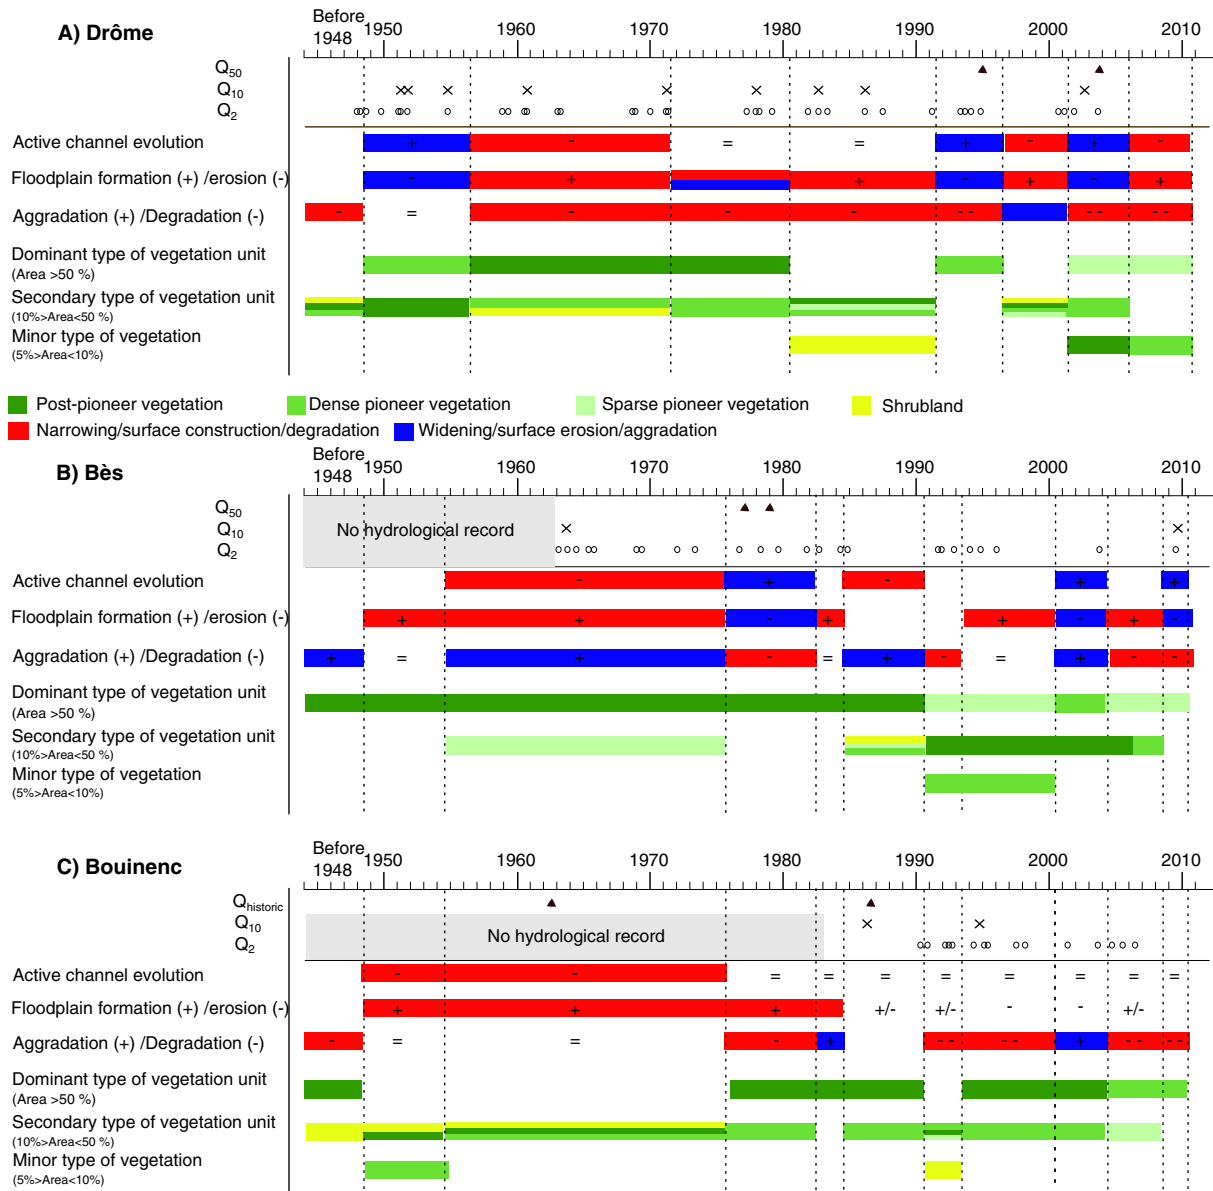 A) Drôme
Before
1948 1950 1960 1970 1980 1990 2000 2010
Q50
Q10
Q2
Active channel evolution + - = = + - + -
Floodplain formation (+) /erosion (-) - + + - + - +
Aggradation (+) /Degradation (-) - = - - - - - - - - -
Dominant type of vegetation unit
(Area >50 %)
Secondary type of vegetation unit
(10%>Area<50 %)
Minor type of vegetation
(5%>Area<10%)
Post-pioneer vegetation Dense pioneer vegetation Sparse pioneer vegetation Shrubland
Narrowing/surface construction/degradation Widening/surface erosion/aggradation
B) Bès
Before
1948 1950 1960 1970 1980 1990 2000 2010
Q50
Q10
Q2
No hydrological record
Active channel evolution - + - + +
Floodplain formation (+) /erosion (-) + + - + + - + -
Aggradation (+) /Degradation (-) + = + - = + - = + - -
Dominant type of vegetation unit
(Area >50 %)
Secondary type of vegetation unit
(10%>Area<50 %)
Minor type of vegetation
(5%>Area<10%)
C) Bouinenc
Before
1948 1950 1960 1970 1980 1990 2000 2010
Qhistoric
Q10
Q2
No hydrological record
Active channel evolution - - = = = = = = = =
Floodplain formation (+) /erosion (-) + + + +/- +/- - - +/-
Aggradation (+) /Degradation (-) - = = - + - - - - + - - - -
Dominant type of vegetation unit
(Area >50 %)
Secondary type of vegetation unit
(10%>Area<50 %)
Minor type of vegetation
(5%>Area<10%)